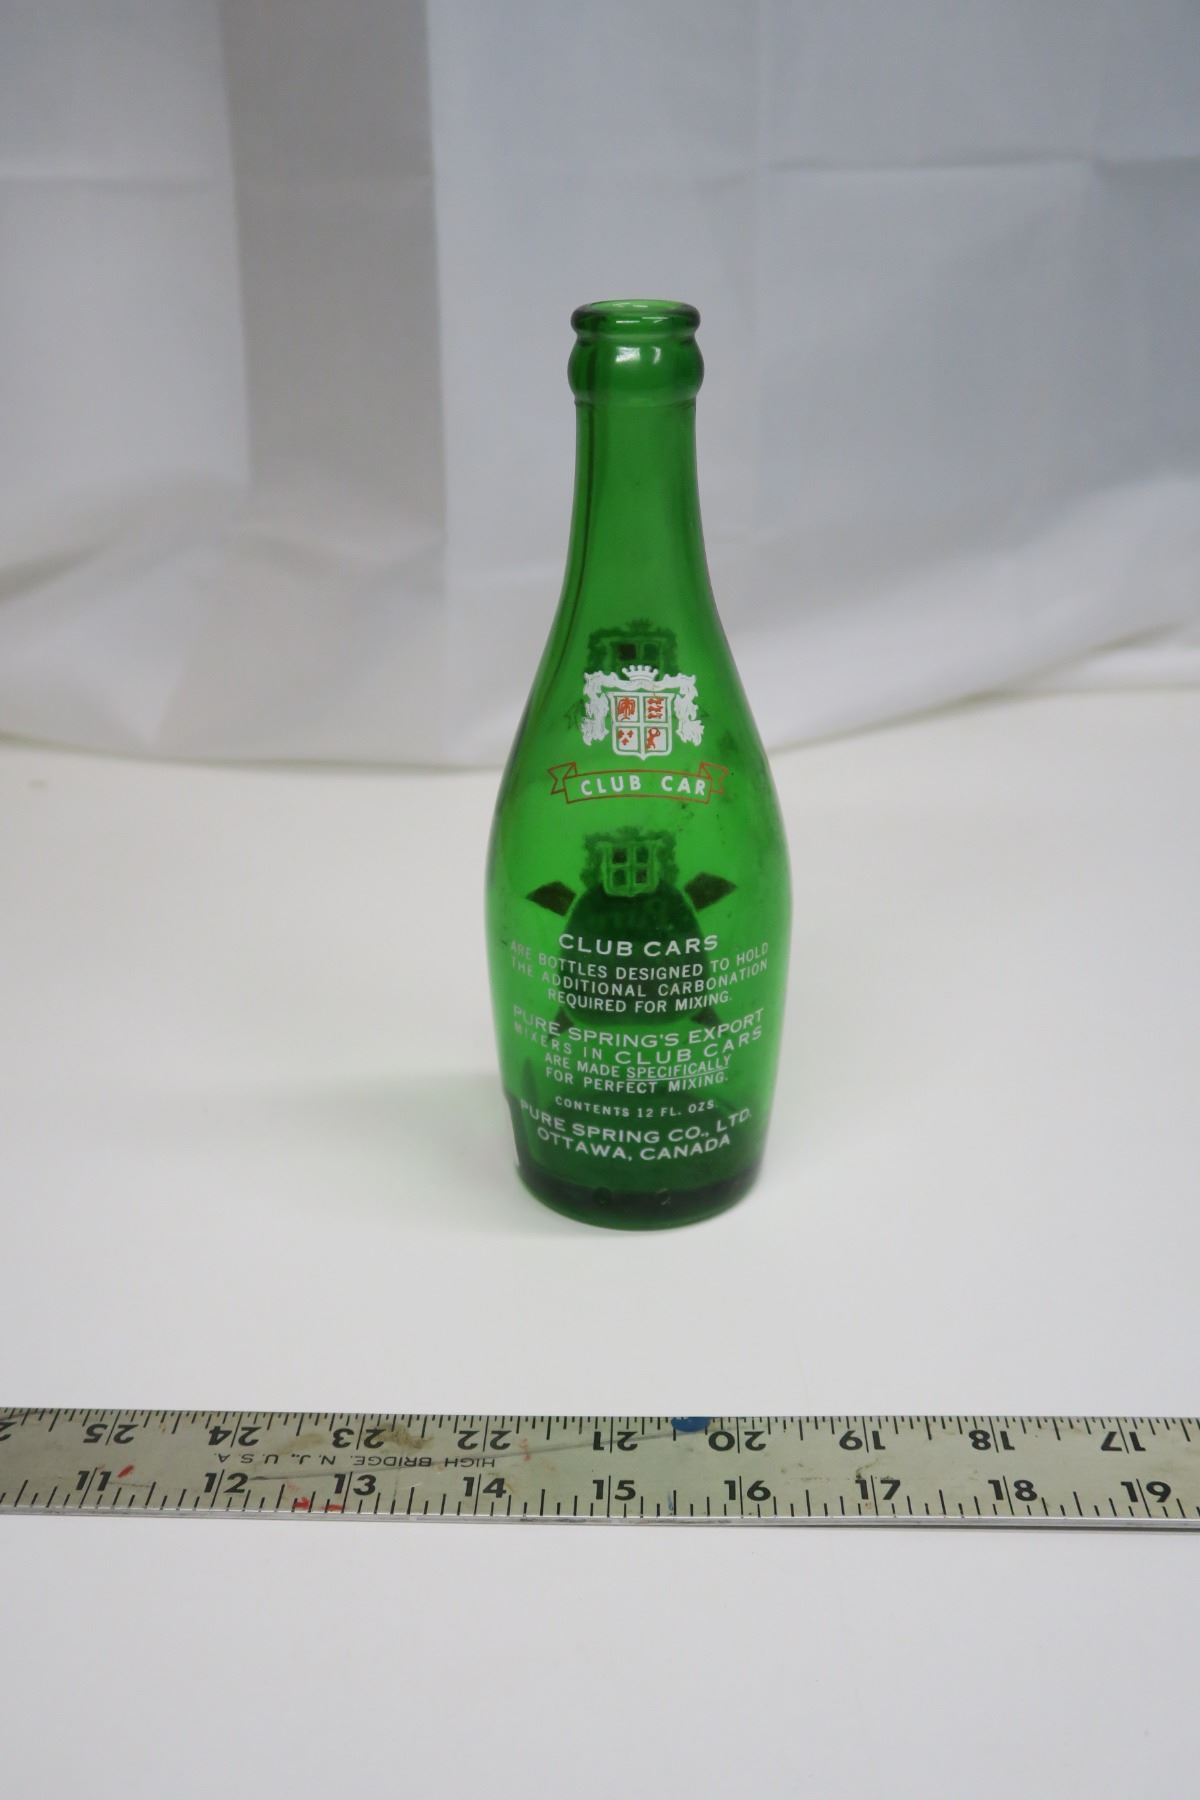 CLUB CAR
CLUB CARS
ARE BOTTLES DESIGNED TO HOLD
THE ADDITIONAL CARBONATION
REQUIRED FOR MIXING.
PURE SPRING'S EXPORT
MIXERS IN CLUB CARS
ARE MADE SPECIFICALLY
FOR PERFECT MIXING.
CONTENTS 12 FL. OZS.
PURE SPRING CO., LTD.
OTTAWA, CANADA
25 24 23 22 21 20 19 18 17
HIGH BRIDGE, N.J., U.S.A.
11 12 13 14 15 16 17 18 19